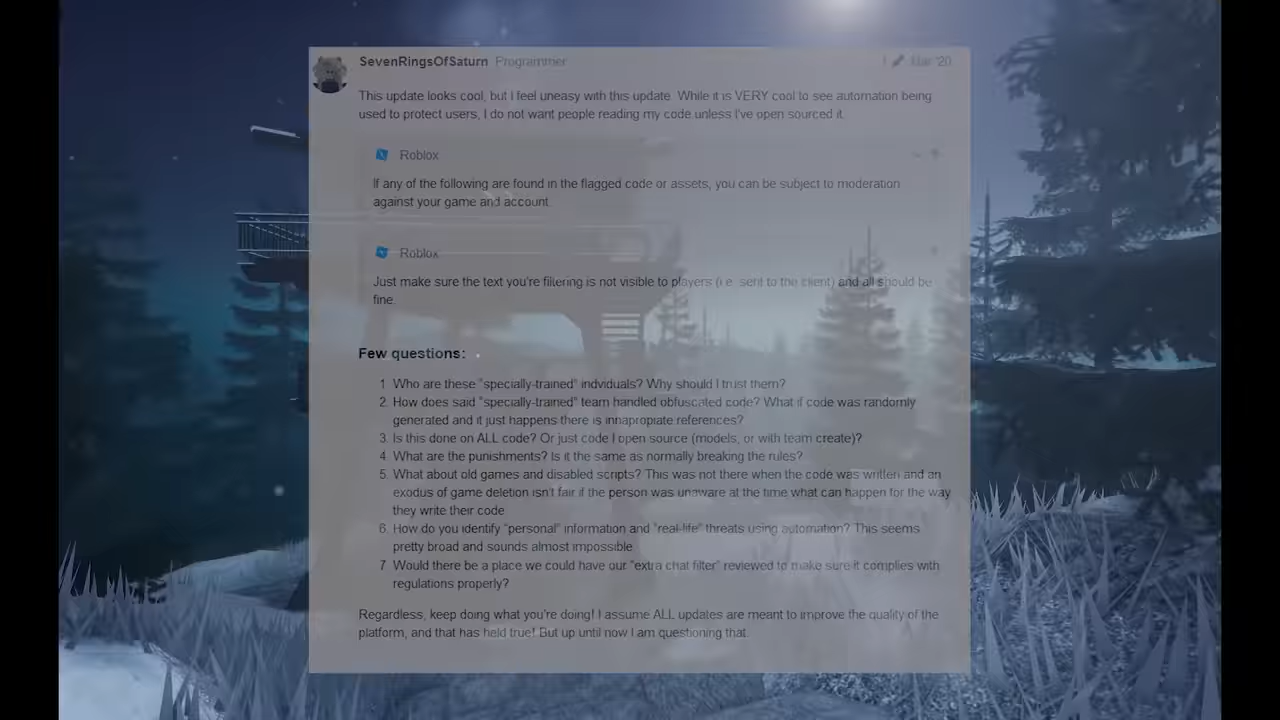 SevenRingsOfSaturn Programmer Mar '20
This update looks cool, but i feel uneasy with this update. While it is VERY cool to see automation being
used to protect users, I do not want people reading my code unless I've open sourced it.
Roblox
If any of the following are found in the flagged code or assets, you can be subject to moderation
against your game and account.
Roblox
Just make sure the text you're filtering is not visible to players (i.e. sent to the client) and all should be
fine.
Few questions:
1. Who are these "specially-trained" indviduals? Why should I trust them?
2. How does said "specially-trained" team handled obfuscated code? What if code was randomly
generated and it just happens there is innapropiate references?
3. Is this done on ALL code? Or just code I open source (models, or with team create)?
4. What are the punishments? Is it the same as normally breaking the rules?
5. What about old games and disabled scripts? This was not there when the code was written and an
exodus of game deletion isn't fair if the person was unaware at the time what can happen for the way
they write their code
6. How do you identify "personal" information and "real-life" threats using automation? This seems
pretty broad and sounds almost impossible
7. Would there be a place we could have our "extra chat filter" reviewed to make sure it complies with
regulations properly?
Regardless, keep doing what you're doing! I assume ALL updates are meant to improve the quality of the
platform, and that has held true! But up until now I am questioning that.